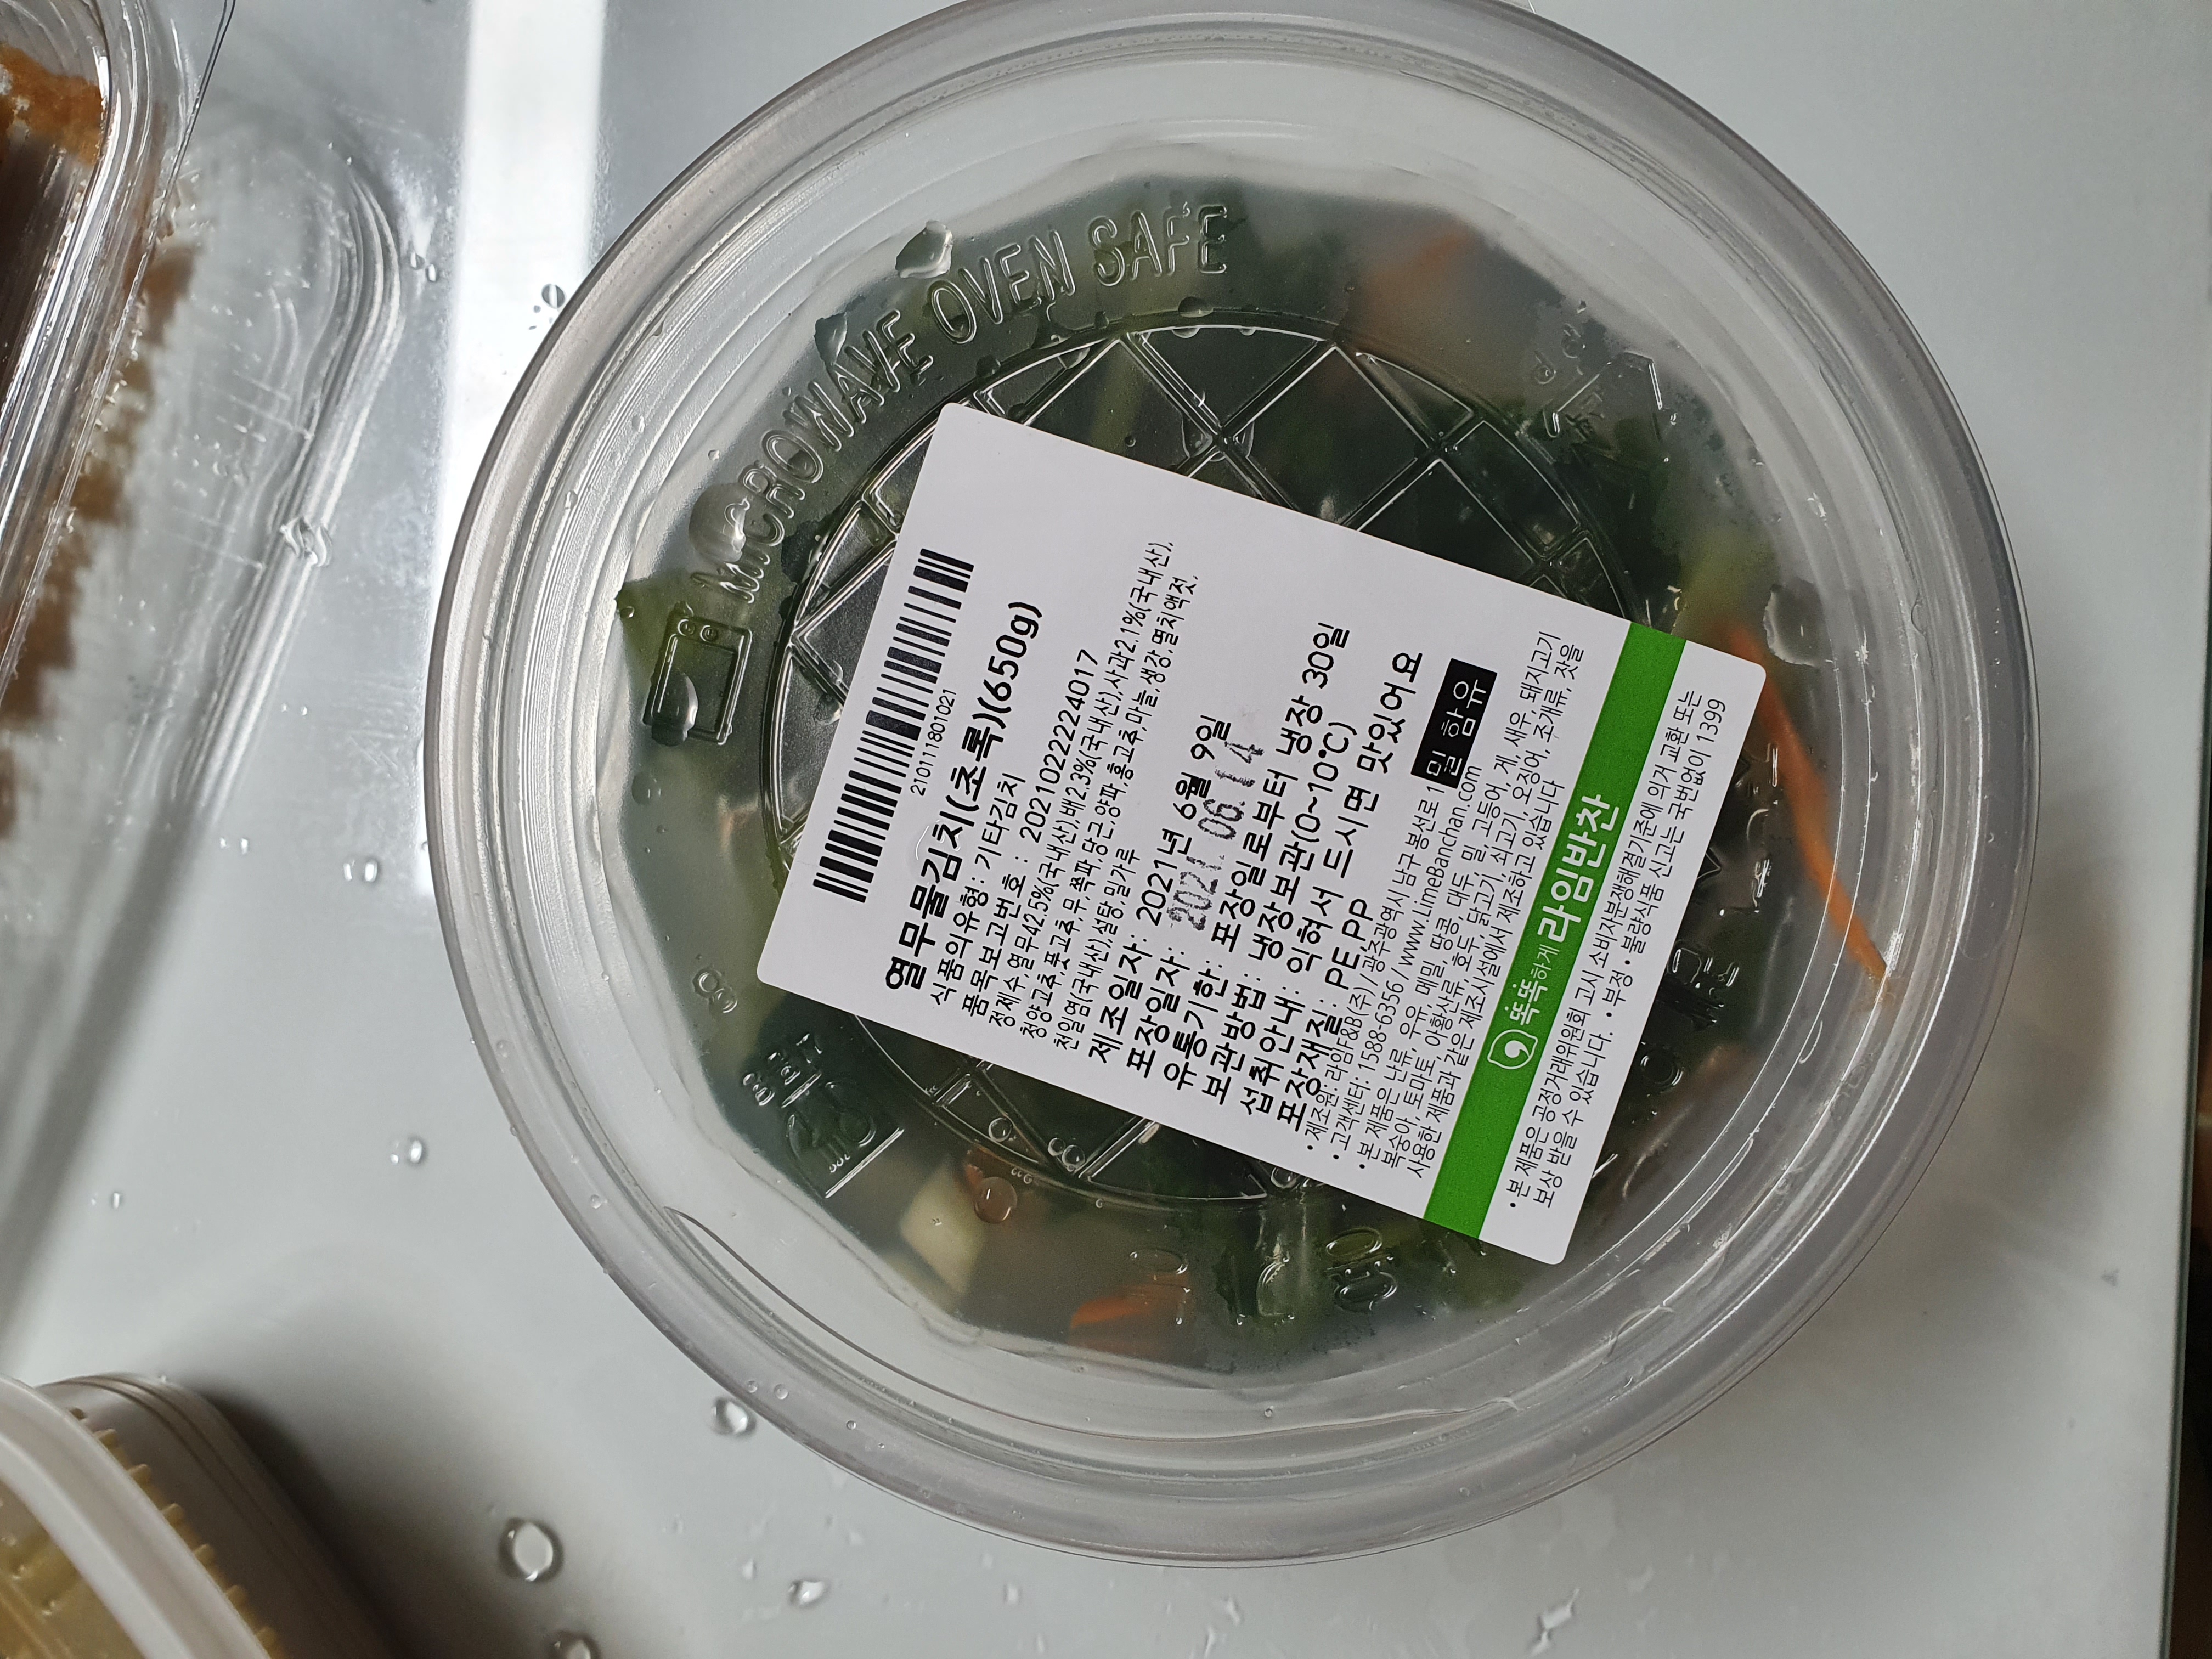 MICROWAVE OVEN SAFE
210111801021
열무물김치(초록)(650g)
식품의유형: 기타김치
품목보고번호: 20210222224017
정제수,열무42.5%(국내산),배2.3%(국내산),사과2.1%(국내산),
청양고추,풋고추,무,쪽파,당근,양파,홍고추,마늘,생강,멸치액젓,
천일염(국내산),설탕,밀가루
제조일자: 2021년 6월 9일
포장일자: 2021. 06. 14
유통기한: 포장일로부터 냉장 30일
보관방법: 냉장보관(0~10℃)
섭취안내: 익혀서 드시면 맛있어요
포장재질: PE,PP
밀 함유
• 제조원: 라임F&B(주) / 광주광역시 남구 봉선로 1
• 고객센터: 1588-6356 / www.LimeBanchan.com
• 본 제품은 난류, 우유, 메밀, 땅콩, 대두, 밀, 고등어, 게, 새우, 돼지고기
복숭아, 토마토, 아황산류, 호두, 닭고기, 쇠고기, 오징어, 조개류, 잣을
사용한 제품과 같은 제조시설에서 제조하고 있습니다
똑똑하게 라임반찬
• 본 제품은 공정거래위원회 고시 소비자분쟁해결기준에 의거 교환 또는
보상 받을 수 있습니다. • 부정 • 불량식품 신고는 국번없이 1399